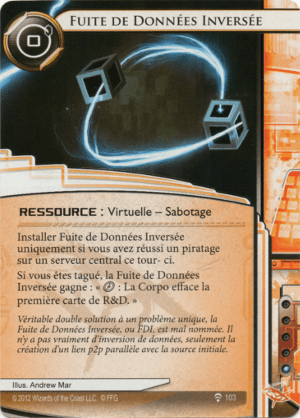 0
FUITE DE DONNÉES INVERSÉE
RESSOURCE : Virtuelle – Sabotage
Installer Fuite de Données Inversée
uniquement si vous avez réussi un piratage
sur un serveur central ce tour- ci.
Si vous êtes tagué, la Fuite de Données
Inversée gagne : « : La Corpo efface la
première carte de R&D. »
Véritable double solution à un problème unique, la
Fuite de Données Inversée, ou FDI, est mal nommée. Il
n'y a pas vraiment d'inversion de données, seulement la
création d'un lien p2p parallèle avec la source initiale.
Illus. Andrew Mar
©2012 Wizards of the Coast LLC. © FFG
103